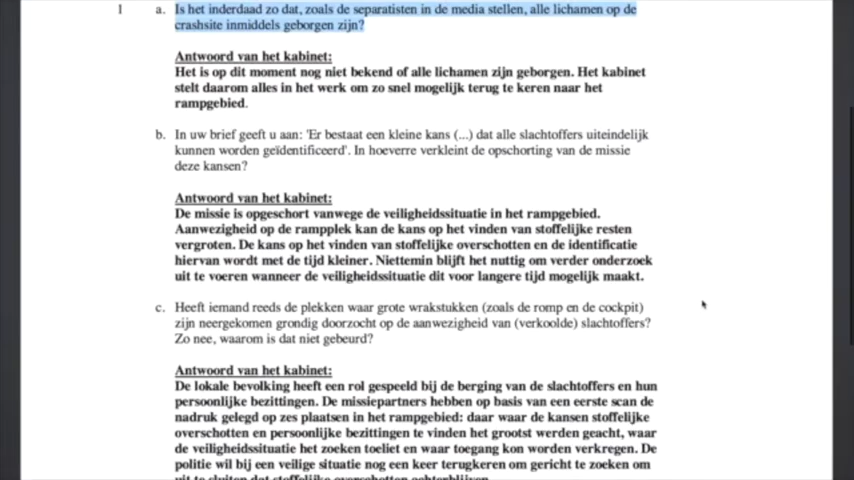 1 a. Is het inderdaad zo dat, zoals de separatisten in de media stellen, alle lichamen op de
crashsite inmiddels geborgen zijn?
Antwoord van het kabinet:
Het is op dit moment nog niet bekend of alle lichamen zijn geborgen. Het kabinet
stelt daarom alles in het werk om zo snel mogelijk terug te keren naar het
rampgebied.
b. In uw brief geeft u aan: 'Er bestaat een kleine kans (...) dat alle slachtoffers uiteindelijk
kunnen worden geïdentificeerd'. In hoeverre verkleint de opschorting van de missie
deze kansen?
Antwoord van het kabinet:
De missie is opgeschort vanwege de veiligheidssituatie in het rampgebied.
Aanwezigheid op de rampplek kan de kans op het vinden van stoffelijke resten
vergroten. De kans op het vinden van stoffelijke overschotten en de identificatie
hiervan wordt met de tijd kleiner. Niettemin blijft het nuttig om verder onderzoek
uit te voeren wanneer de veiligheidssituatie dit voor langere tijd mogelijk maakt.
c. Heeft iemand reeds de plekken waar grote wrakstukken (zoals de romp en de cockpit)
zijn neergekomen grondig doorzocht op de aanwezigheid van (verkoolde) slachtoffers?
Zo nee, waarom is dat niet gebeurd?
Antwoord van het kabinet:
De lokale bevolking heeft een rol gespeeld bij de berging van de slachtoffers en hun
persoonlijke bezittingen. De missiepartners hebben op basis van een eerste scan de
nadruk gelegd op zes plaatsen in het rampgebied: daar waar de kansen stoffelijke
overschotten en persoonlijke bezittingen te vinden het grootst werden geacht, waar
de veiligheidssituatie het zoeken toeliet en waar toegang kon worden verkregen. De
politie wil bij een veilige situatie nog een keer terugkeren om gericht te zoeken om
uit te sluiten dat stoffelijke overschotten achterblijven.